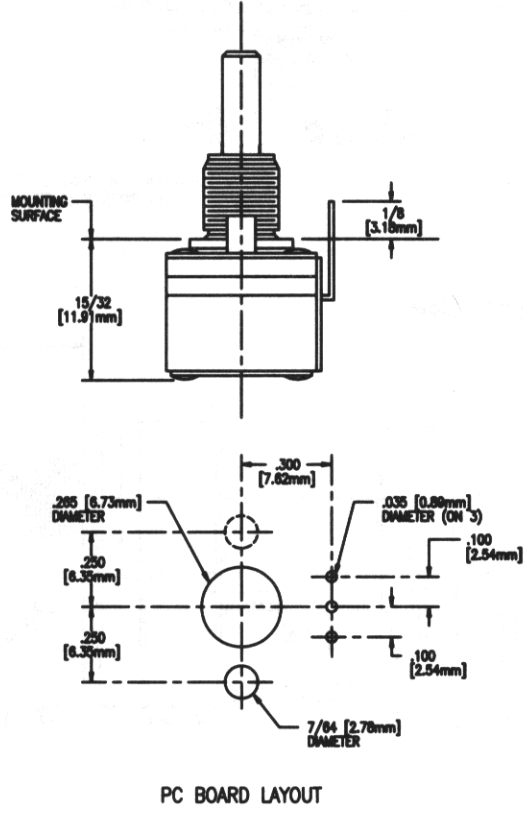 MOUNTING
SURFACE
1/8
[3.18mm]
15/32
[11.91mm]
.300
[7.62mm]
.265 [6.73mm]
DIAMETER
.035 [0.89mm]
DIAMETER (ON 3)
.100
[2.54mm]
.250
[6.35mm]
.250
[6.35mm]
.100
[2.54mm]
7/64 [2.78mm]
DIAMETER
PC BOARD LAYOUT